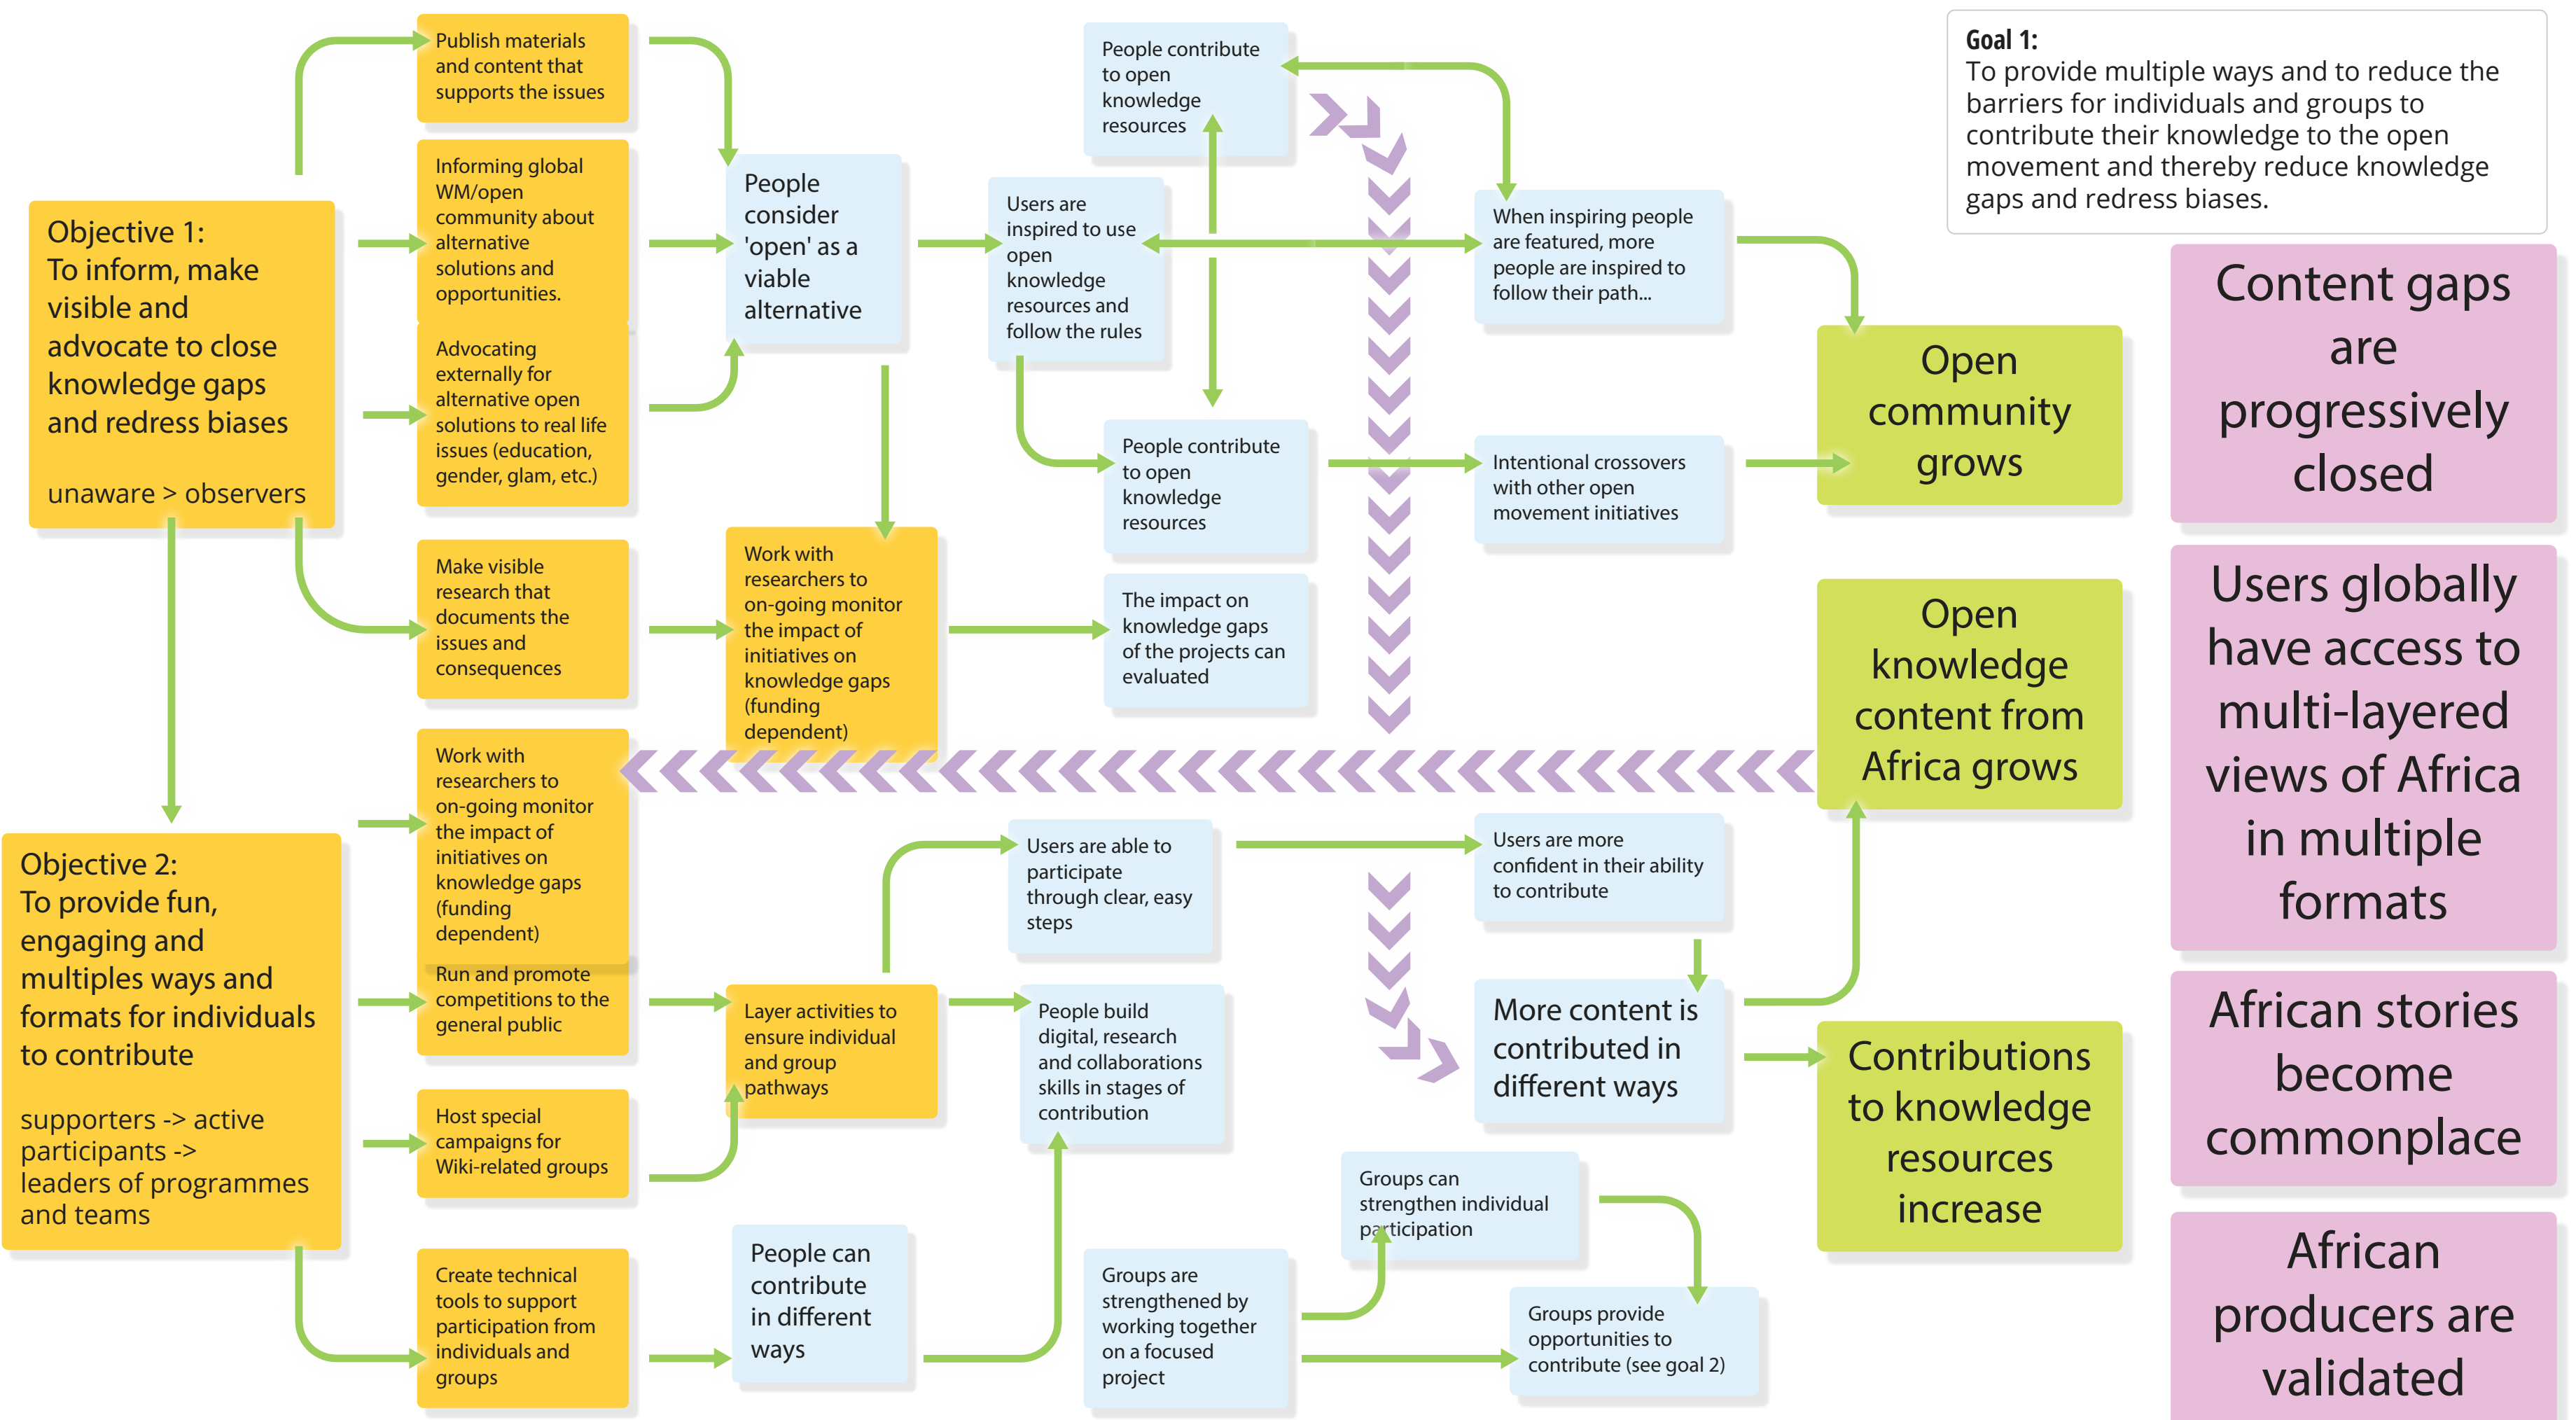 Goal 1:
To provide multiple ways and to reduce the
barriers for individuals and groups to
contribute their knowledge to the open
movement and thereby reduce knowledge
gaps and redress biases.
Objective 1:
To inform, make
visible and
advocate to close
knowledge gaps
and redress biases
unaware > observers
Publish materials
and content that
supports the issues
Informing global
WM/open
community about
alternative
solutions and
opportunities.
Advocating
externally for
alternative open
solutions to real life
issues (education,
gender, glam, etc.)
Make visible
research that
documents the
issues and
consequences
People
consider
'open' as a
viable
alternative
Work with
researchers to
on-going monitor
the impact of
initiatives on
knowledge gaps
(funding
dependent)
People contribute
to open
knowledge
resources
Users are
inspired to use
open
knowledge
resources and
follow the rules
People contribute
to open
knowledge
resources
The impact on
knowledge gaps
of the projects can
evaluated
When inspiring people
are featured, more
people are inspired to
follow their path...
Intentional crossovers
with other open
movement initiatives
Open
community
grows
Open
knowledge
content from
Africa grows
Objective 2:
To provide fun,
engaging and
multiples ways and
formats for individuals
to contribute
supporters -> active
participants ->
leaders of programmes
and teams
Work with
researchers to
on-going monitor
the impact of
initiatives on
knowledge gaps
(funding
dependent)
Run and promote
competitions to the
general public
Host special
campaigns for
Wiki-related groups
Create technical
tools to support
participation from
individuals and
groups
Layer activities to
ensure individual
and group
pathways
People can
contribute
in different
ways
Users are able to
participate
through clear, easy
steps
People build
digital, research
and collaborations
skills in stages of
contribution
Groups are
strengthened by
working together
on a focused
project
Users are more
confident in their ability
to contribute
More content is
contributed in
different ways
Groups can
strengthen individual
participation
Groups provide
opportunities to
contribute (see goal 2)
Contributions
to knowledge
resources
increase
Content gaps
are
progressively
closed
Users globally
have access to
multi-layered
views of Africa
in multiple
formats
African stories
become
commonplace
African
producers are
validated